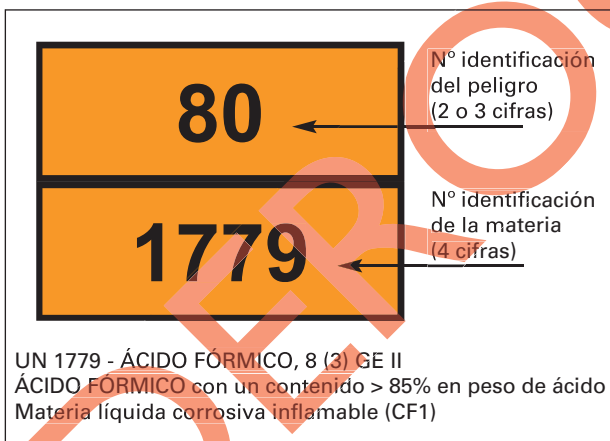 80
Nº identificación
del peligro
(2 o 3 cifras)
1779
Nº identificación
de la materia
(4 cifras)
UN 1779 - ÁCIDO FÓRMICO, 8 (3) GE II
ÁCIDO FÓRMICO con un contenido > 85% en peso de ácido
Materia líquida corrosiva inflamable (CF1)